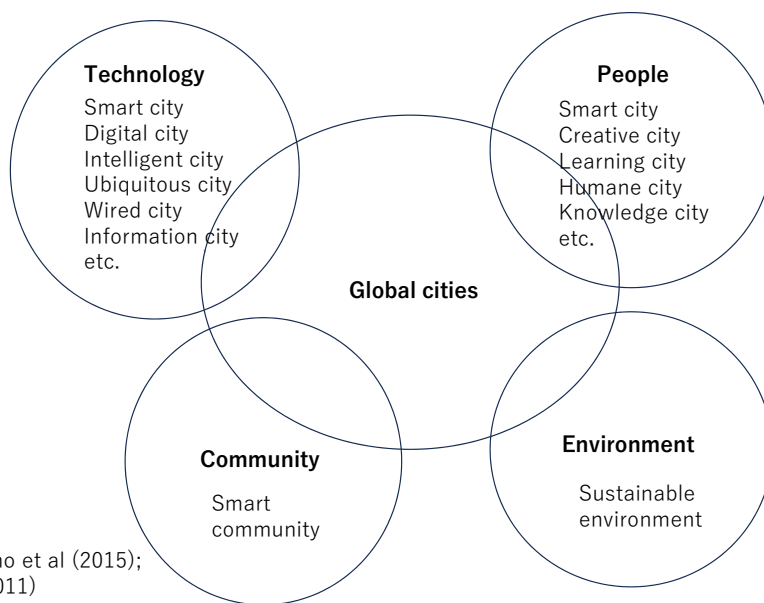 Technology
Smart city
Digital city
Intelligent city
Ubiquitous city
Wired city
Information city
etc.
People
Smart city
Creative city
Learning city
Humane city
Knowledge city
etc.
Global cities
Community
Smart
community
Environment
Sustainable
environment
et al (2015);